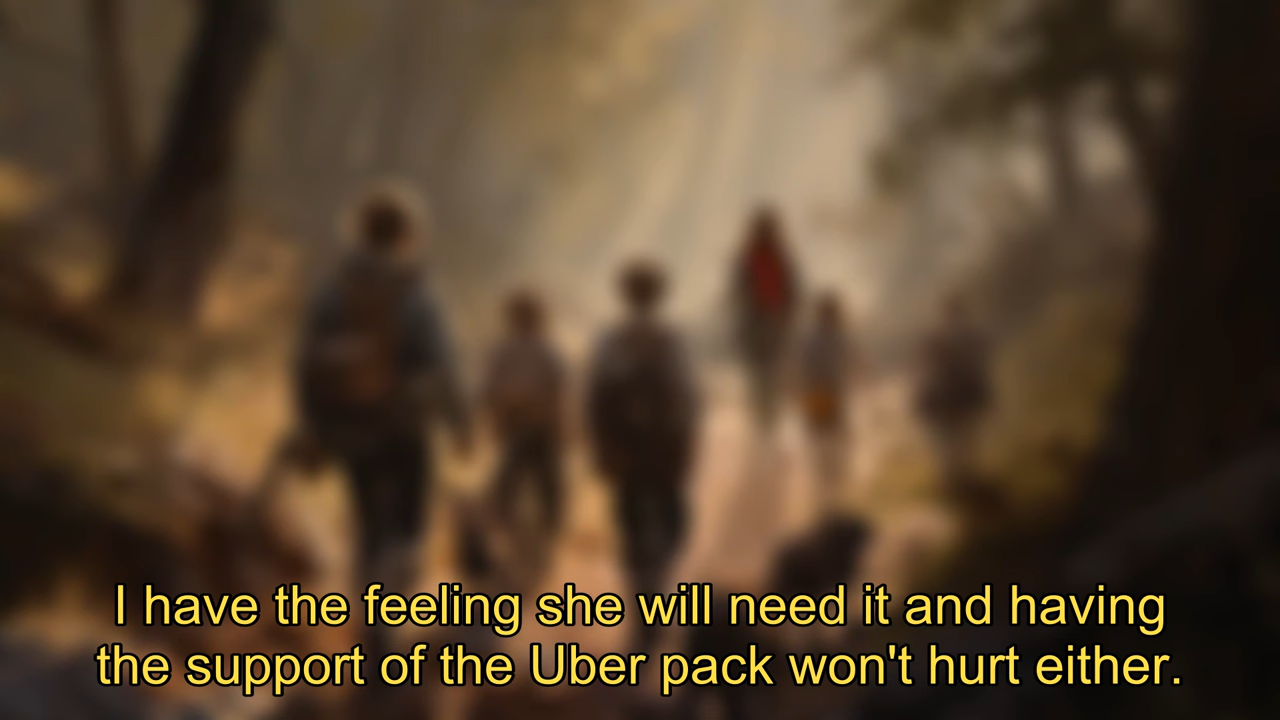 I have the feeling she will need it and having
the support of the Uber pack won't hurt either.